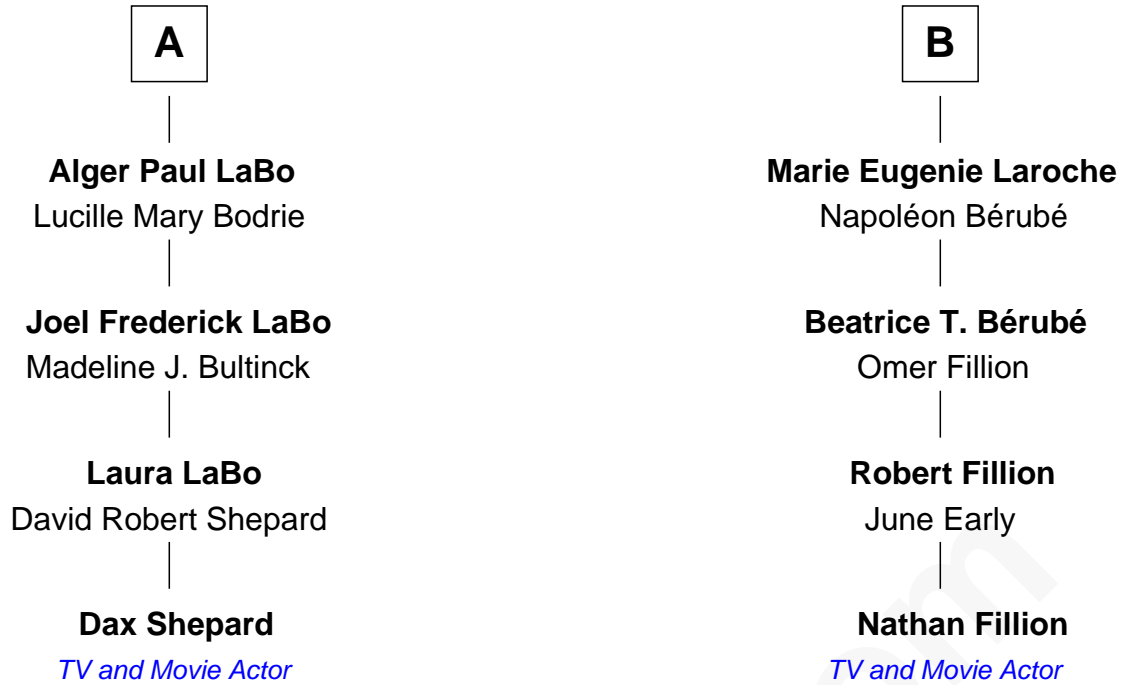 A
B
Alger Paul LaBo
Lucille Mary Bodrie
Marie Eugenie Laroche
Napoléon Bérubé
Joel Frederick LaBo
Madeline J. Bultinck
Beatrice T. Bérubé
Omer Fillion
Laura LaBo
David Robert Shepard
Robert Fillion
June Early
Dax Shepard
TV and Movie Actor
Nathan Fillion
TV and Movie Actor